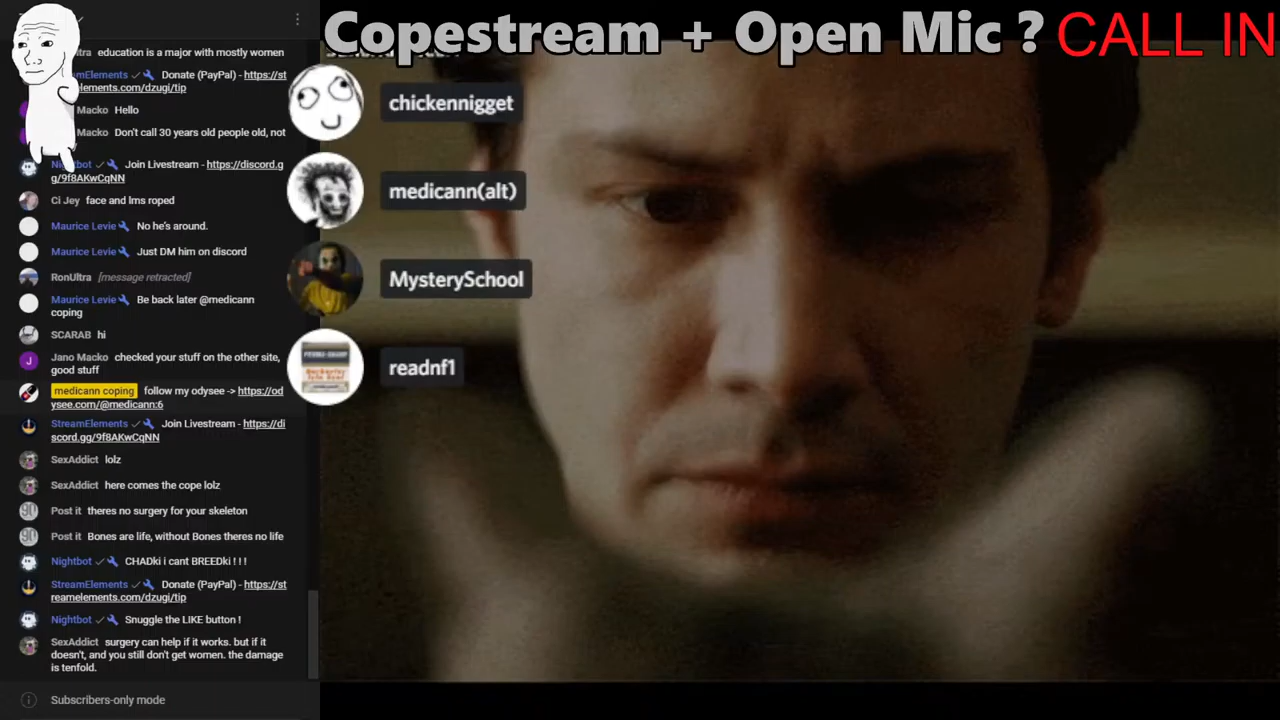 Copestream + Open Mic ? CALL IN
education is a major with mostly women
Donate (PayPal) - https://st
reamelements.com/dzugi/tip
Macko Hello
Macko Don't call 30 years old people old, not
Join Livestream - https://discord.g
g/9f8AKwCqNN
Ci Jey face and lms roped
Maurice Levie No he's around.
Maurice Levie Just DM him on discord
RonUltra [message retracted]
Maurice Levie Be back later @medicann
coping
SCARAB hi
J Jano Macko checked your stuff on the other site,
good stuff
medicann coping follow my odysee -> https://od
ysee.com/@medicann:6
StreamElements Join Livestream - https://di
scord.gg/9f8AKwCqNN
SexAddict lolz
SexAddict here comes the cope lolz
Post it theres no surgery for your skeleton
Post it Bones are life, without Bones theres no life
Nightbot CHADki i cant BREEDki ! ! !
StreamElements Donate (PayPal) - https://st
reamelements.com/dzugi/tip
Nightbot Snuggle the LIKE button !
SexAddict surgery can help if it works. but if it
doesn't, and you still don't get women. the damage
is tenfold.
Subscribers-only mode
chickennigget
medicann(alt)
MysterySchool
readnf1